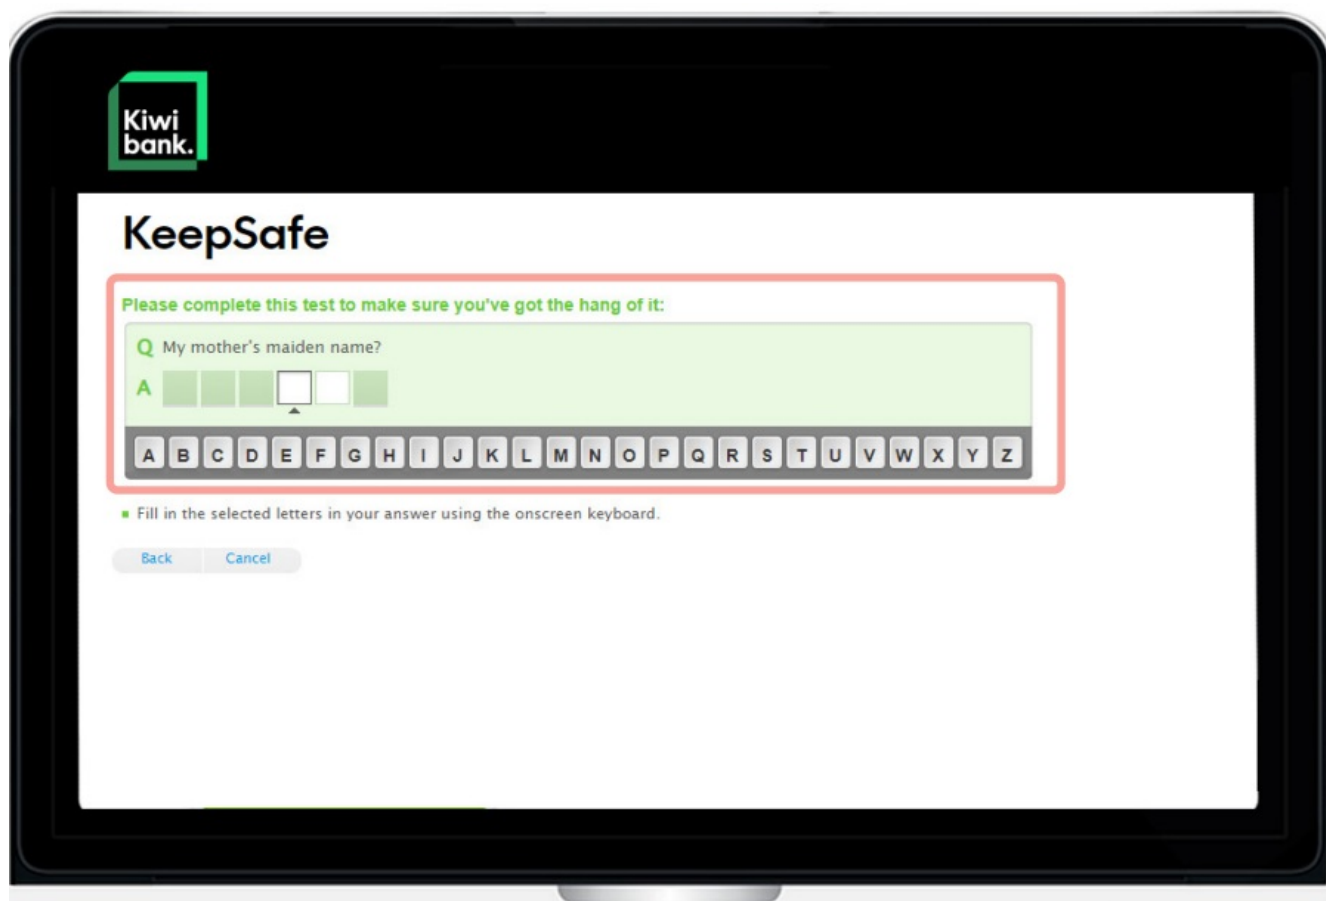 Kiwi
bank.
KeepSafe
Please complete this test to make sure you've got the hang of it:
Q My mother's maiden name?
A
A B C D E F G H I J K L M N O P Q R S T U V W X Y Z
Fill in the selected letters in your answer using the onscreen keyboard.
Back Cancel